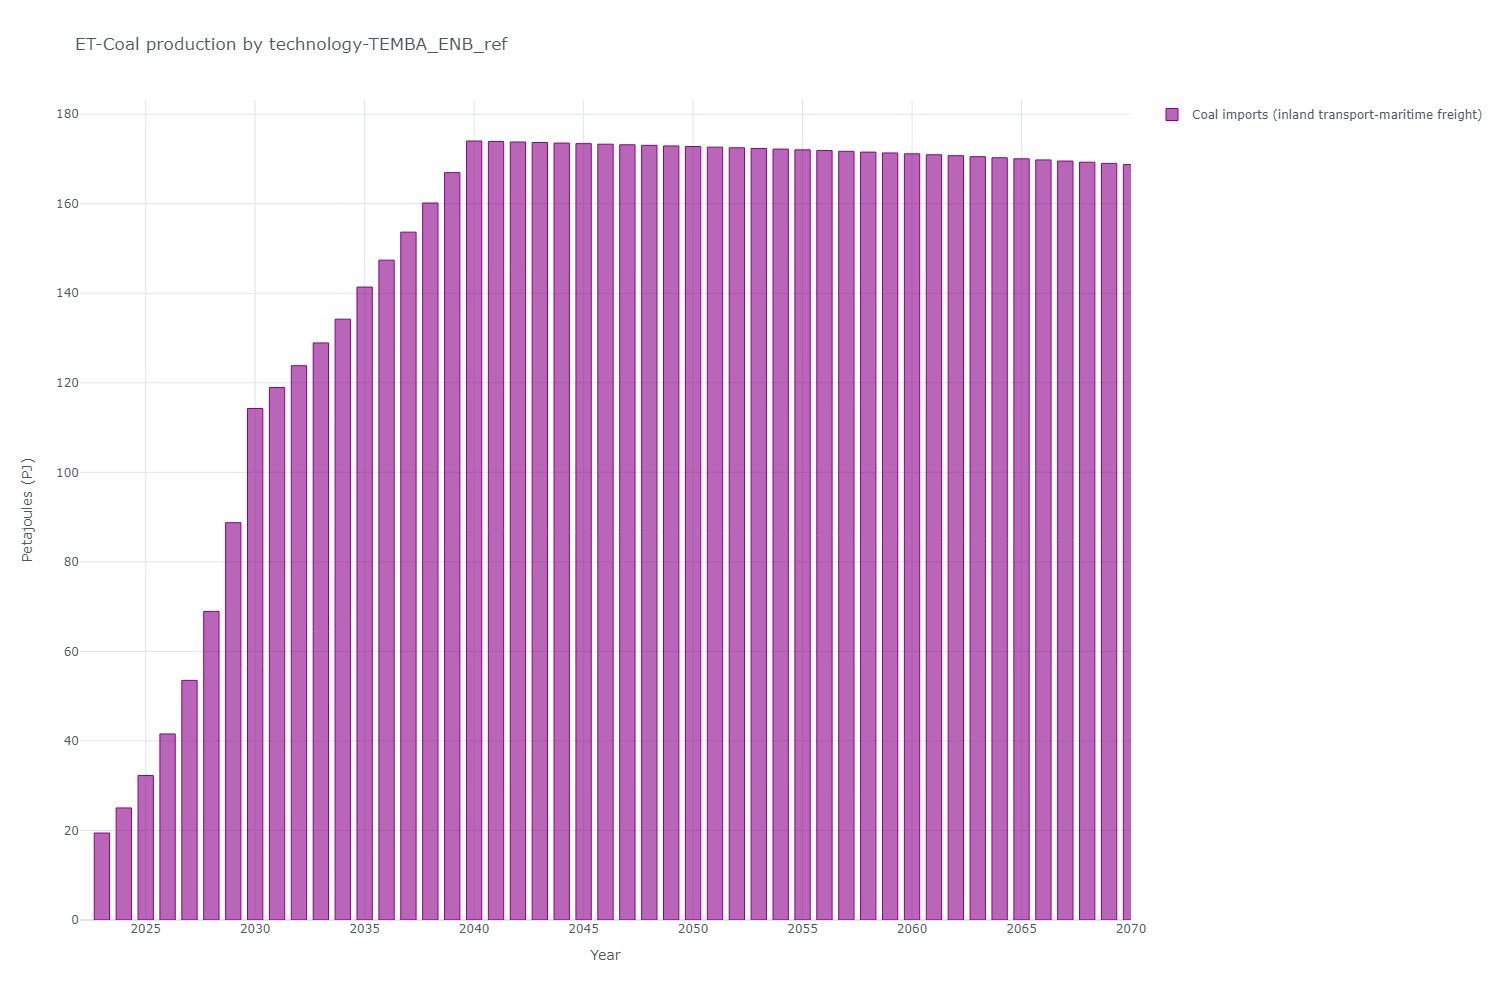 ET-Coal production by technology-TEMBA_ENB_ref
Coal imports (inland transport-maritime freight)
Petajoules (PJ)
180
160
140
120
100
80
60
40
20
0
2025 2030 2035 2040 2045 2050 2055 2060 2065 2070
Year